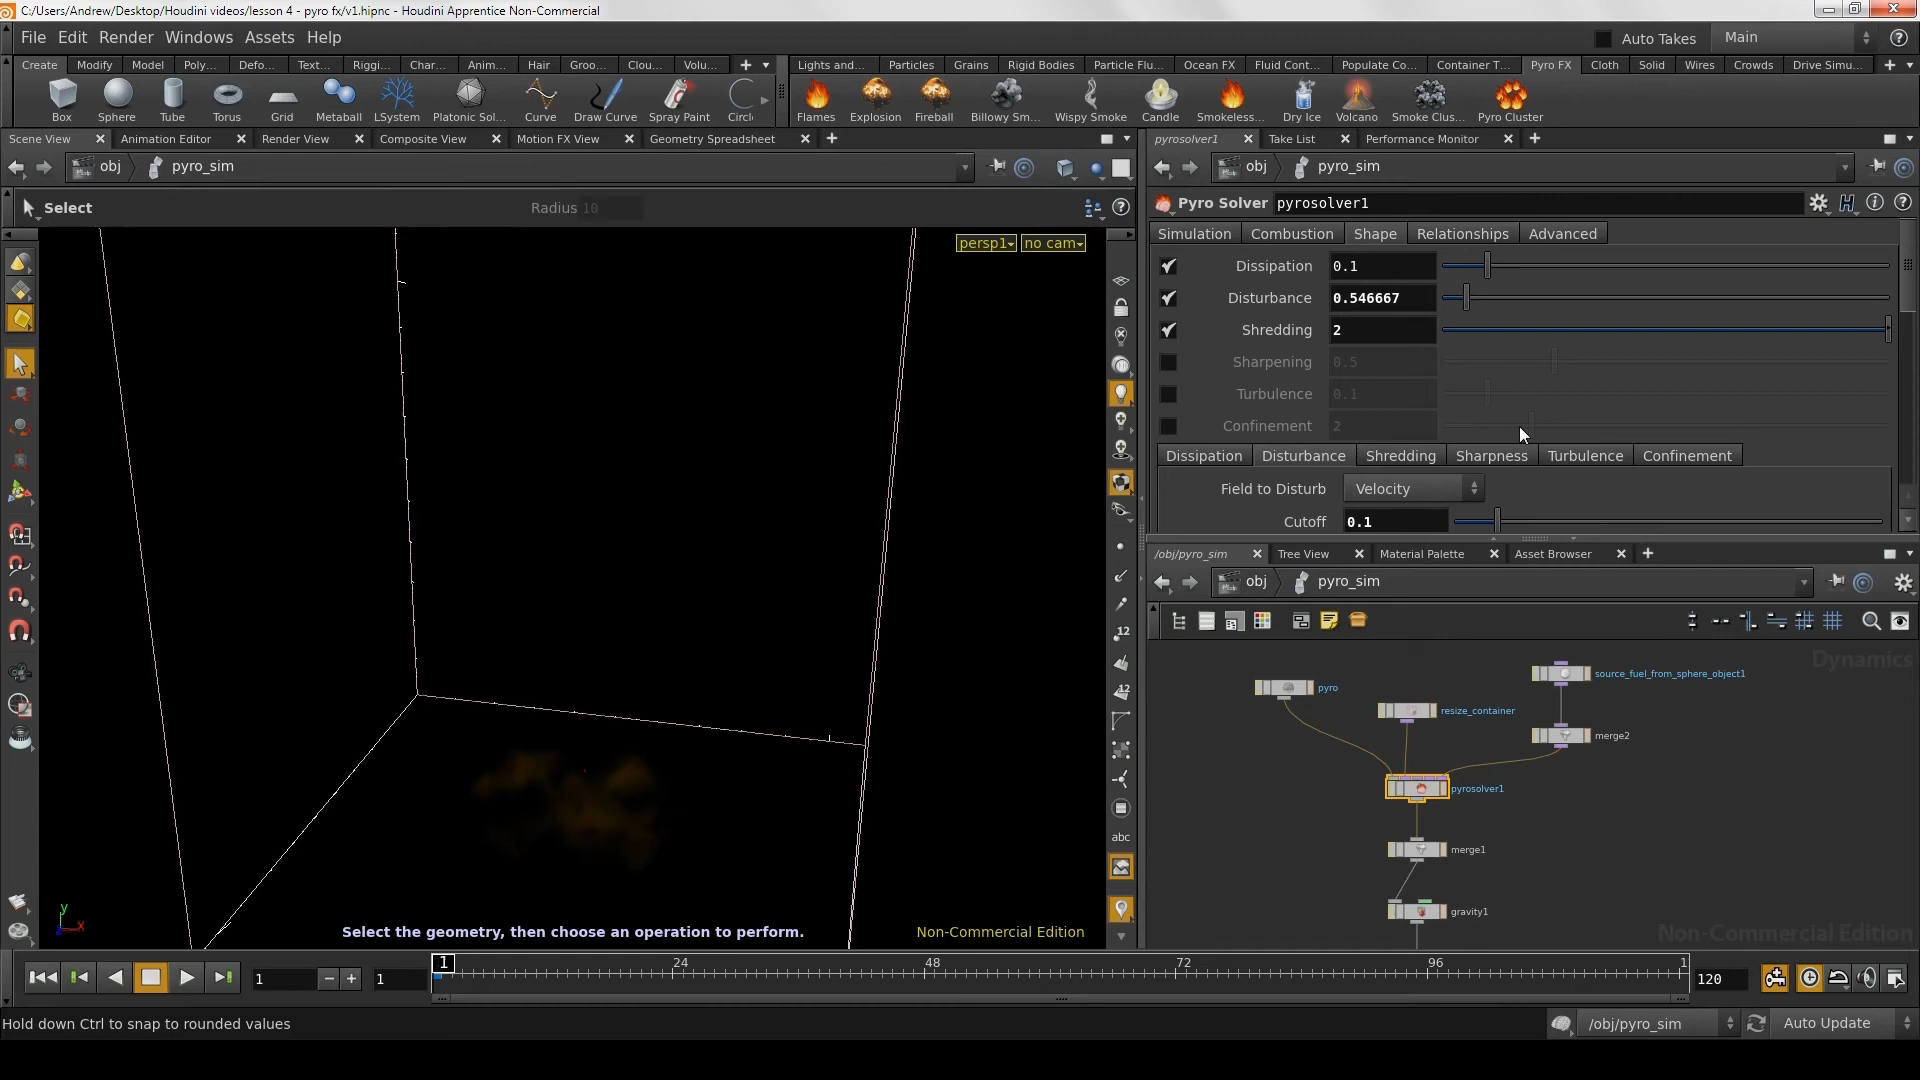 C:/Users/Andrew/Desktop/Houdini videos/lesson 4 - pyro fx/v1.hipnc - Houdini Apprentice Non-Commercial
File Edit Render Windows Assets Help
Auto Takes Main
Create Modify Model Poly... Defo... Text... Riggi... Char... Anim... Hair Groo... Clou... Volu...
Lights and... Particles Grains Rigid Bodies Particle Flu... Ocean FX Fluid Cont... Populate Co... Container T... Pyro FX Cloth Solid Wires Crowds Drive Simu...
Box Sphere Tube Torus Grid Metaball LSystem Platonic Sol... Curve Draw Curve Spray Paint Circl
Flames Explosion Fireball Billowy Sm... Wispy Smoke Candle Smokeless... Dry Ice Volcano Smoke Clus... Pyro Cluster
Scene View Animation Editor Render View Composite View Motion FX View Geometry Spreadsheet
pyrosolver1 Take List Performance Monitor
obj pyro_sim
obj pyro_sim
Select Radius 10
Pyro Solver pyrosolver1
Simulation Combustion Shape Relationships Advanced
persp1 no cam
Dissipation 0.1
Disturbance 0.546667
Shredding 2
Sharpening 0.5
Turbulence 0.1
Confinement 2
Dissipation Disturbance Shredding Sharpness Turbulence Confinement
Field to Disturb Velocity
Cutoff 0.1
/obj/pyro_sim Tree View Material Palette Asset Browser
obj pyro_sim
12
12
abc
Dynamics
source_fuel_from_sphere_object1
pyro
resize_container
merge2
pyrosolver1
merge1
gravity1
Non-Commercial Edition
y
x
Select the geometry, then choose an operation to perform.
Non-Commercial Edition
1 1 1 24 48 72 96 1 120
Hold down Ctrl to snap to rounded values
/obj/pyro_sim Auto Update